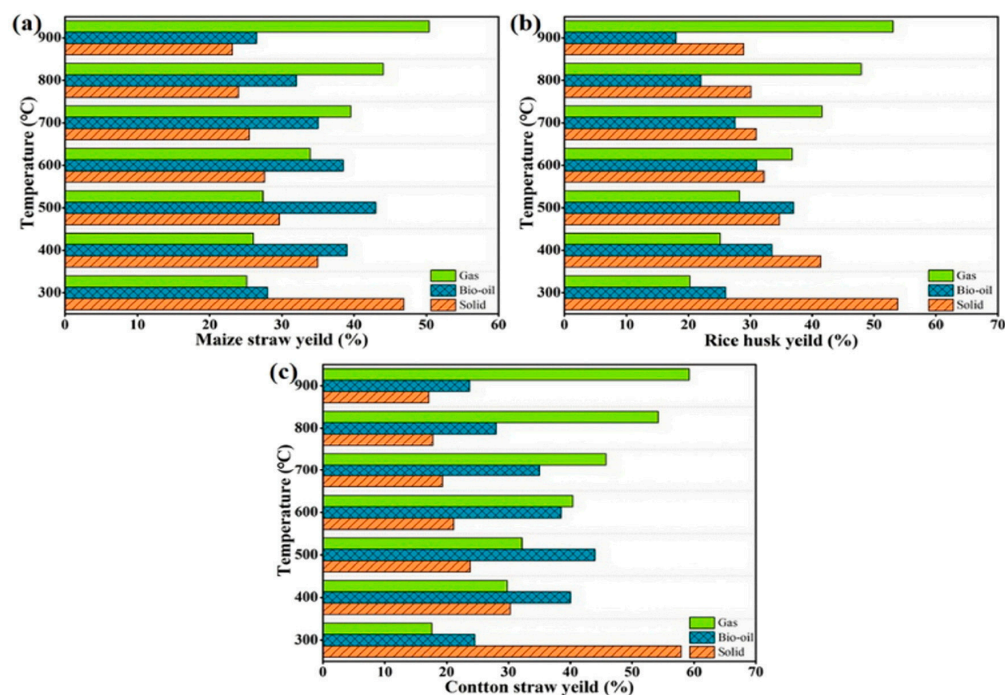 (a)
Temperature (℃)
900
800
700
600
500
400
300
Gas
Bio-oil
Solid
0 10 20 30 40 50 60
Maize straw yeild (%)
(b)
Temperature (℃)
900
800
700
600
500
400
300
Gas
Bio-oil
Solid
0 10 20 30 40 50 60 70
Rice husk yeild (%)
(c)
Temperature (℃)
900
800
700
600
500
400
300
Gas
Bio-oil
Solid
0 10 20 30 40 50 60 70
Contton straw yeild (%)